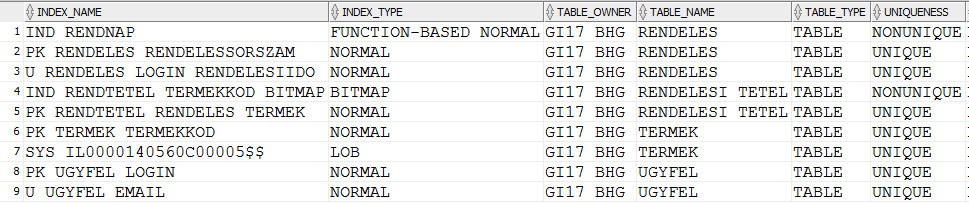 INDEX_NAME INDEX_TYPE TABLE_OWNER TABLE_NAME TABLE_TYPE UNIQUENESS
1 IND RENDNAP FUNCTION-BASED NORMAL GI17 BHG RENDELES TABLE NONUNIQUE
2 PK RENDELES RENDELESSORSZAM NORMAL GI17 BHG RENDELES TABLE UNIQUE
3 U RENDELES LOGIN RENDELESIIDO NORMAL GI17 BHG RENDELES TABLE UNIQUE
4 IND RENDTETEL TERMEKKOD BITMAP BITMAP GI17 BHG RENDELESI TETEL TABLE NONUNIQUE
5 PK RENDTETEL RENDELES TERMEK NORMAL GI17 BHG RENDELESI TETEL TABLE UNIQUE
6 PK TERMEK TERMEKKOD NORMAL GI17 BHG TERMEK TABLE UNIQUE
7 SYS IL0000140560C00005$$ LOB GI17 BHG TERMEK TABLE UNIQUE
8 PK UGYFEL LOGIN NORMAL GI17 BHG UGYFEL TABLE UNIQUE
9 U UGYFEL EMAIL NORMAL GI17 BHG UGYFEL TABLE UNIQUE